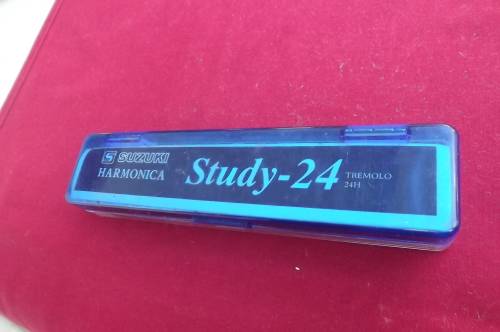 S SUZUKI
HARMONICA
Study-24
TREMOLO
24H